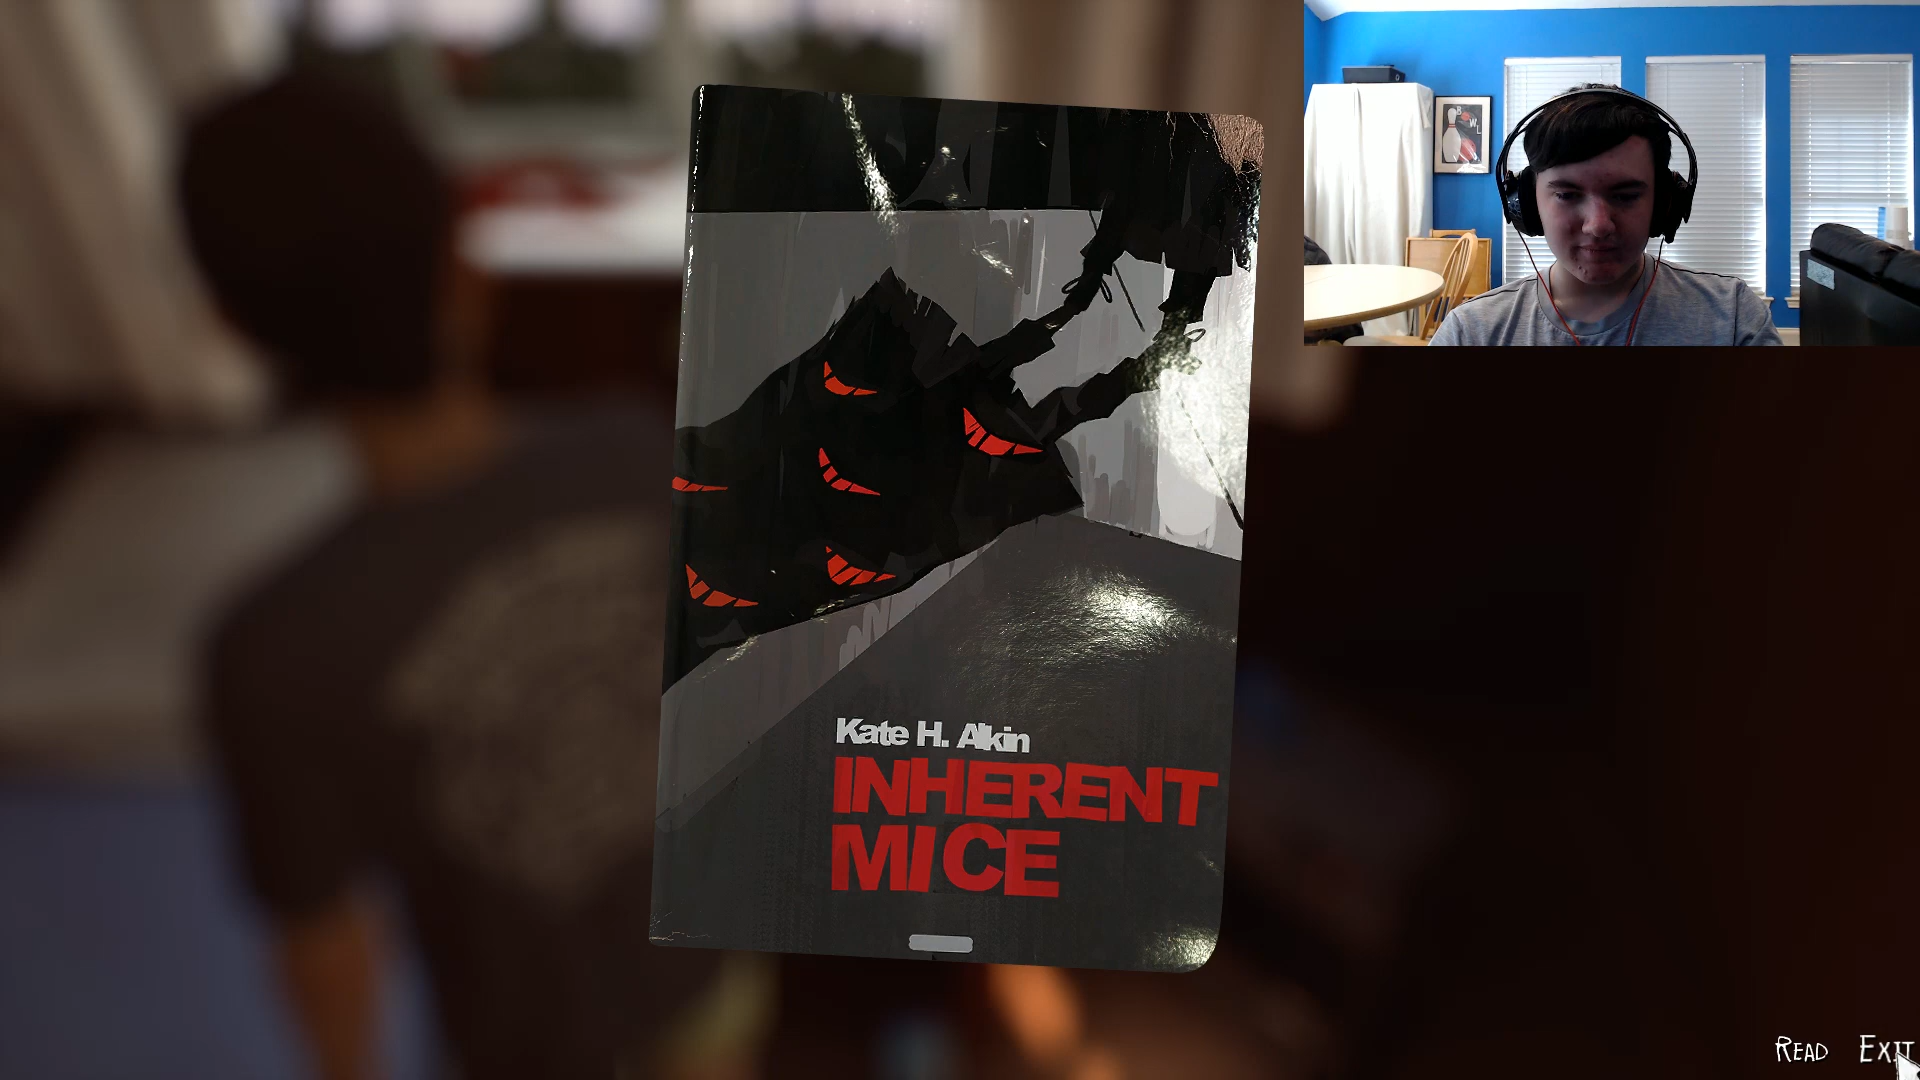 Kate H. Alkin
INHERENT
MICE
READ EXIT